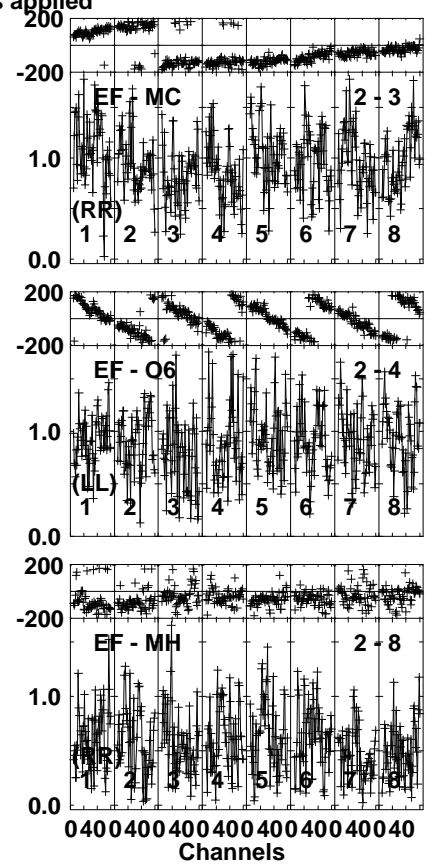 s applied
200
-200
EF - MC 2 - 3
1.0
(RR)
1 2 3 4 5 6 7 8
0.0
200
-200
EF - O6 2 - 4
1.0
(LL)
1 2 3 4 5 6 7 8
0.0
200
-200
EF - MH 2 - 8
1.0
(RR)
1 2 3 4 5 6 7 8
0.0
0 40 0 40 0 40 0 40 0 40 0 40 0 40 0 40
Channels